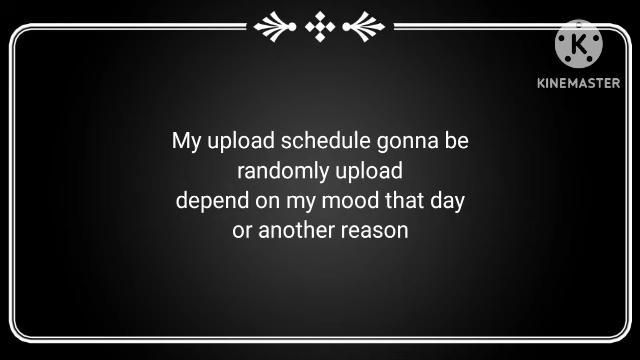 K
KINEMASTER
My upload schedule gonna be
randomly upload
depend on my mood that day
or another reason